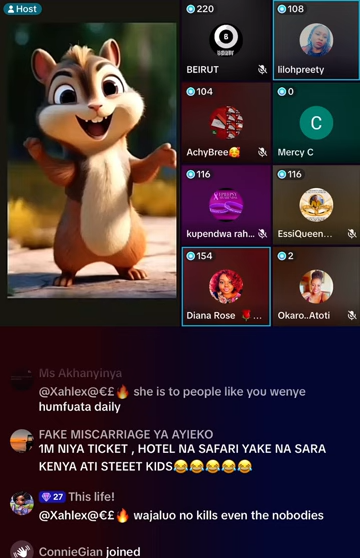 Host
220
BEIRUT
108
lilohpreety
104
AchyBree🥰
0
C
Mercy C
116
kupendwa rah...
116
EssiQueen...
154
Diana Rose 🌹...
2
Okaro..Atoti
Ms Akhanyinya
@Xahlex@€£🔥 she is to people like you wenye
humfuata daily
FAKE MISCARRIAGE YA AYIEKO
1M NIYA TICKET , HOTEL NA SAFARI YAKE NA SARA
KENYA ATI STEEET KIDS😂😂😂😂😂
27 This life!
@Xahlex@€£🔥 wajaluo no kills even the nobodies
ConnieGian joined